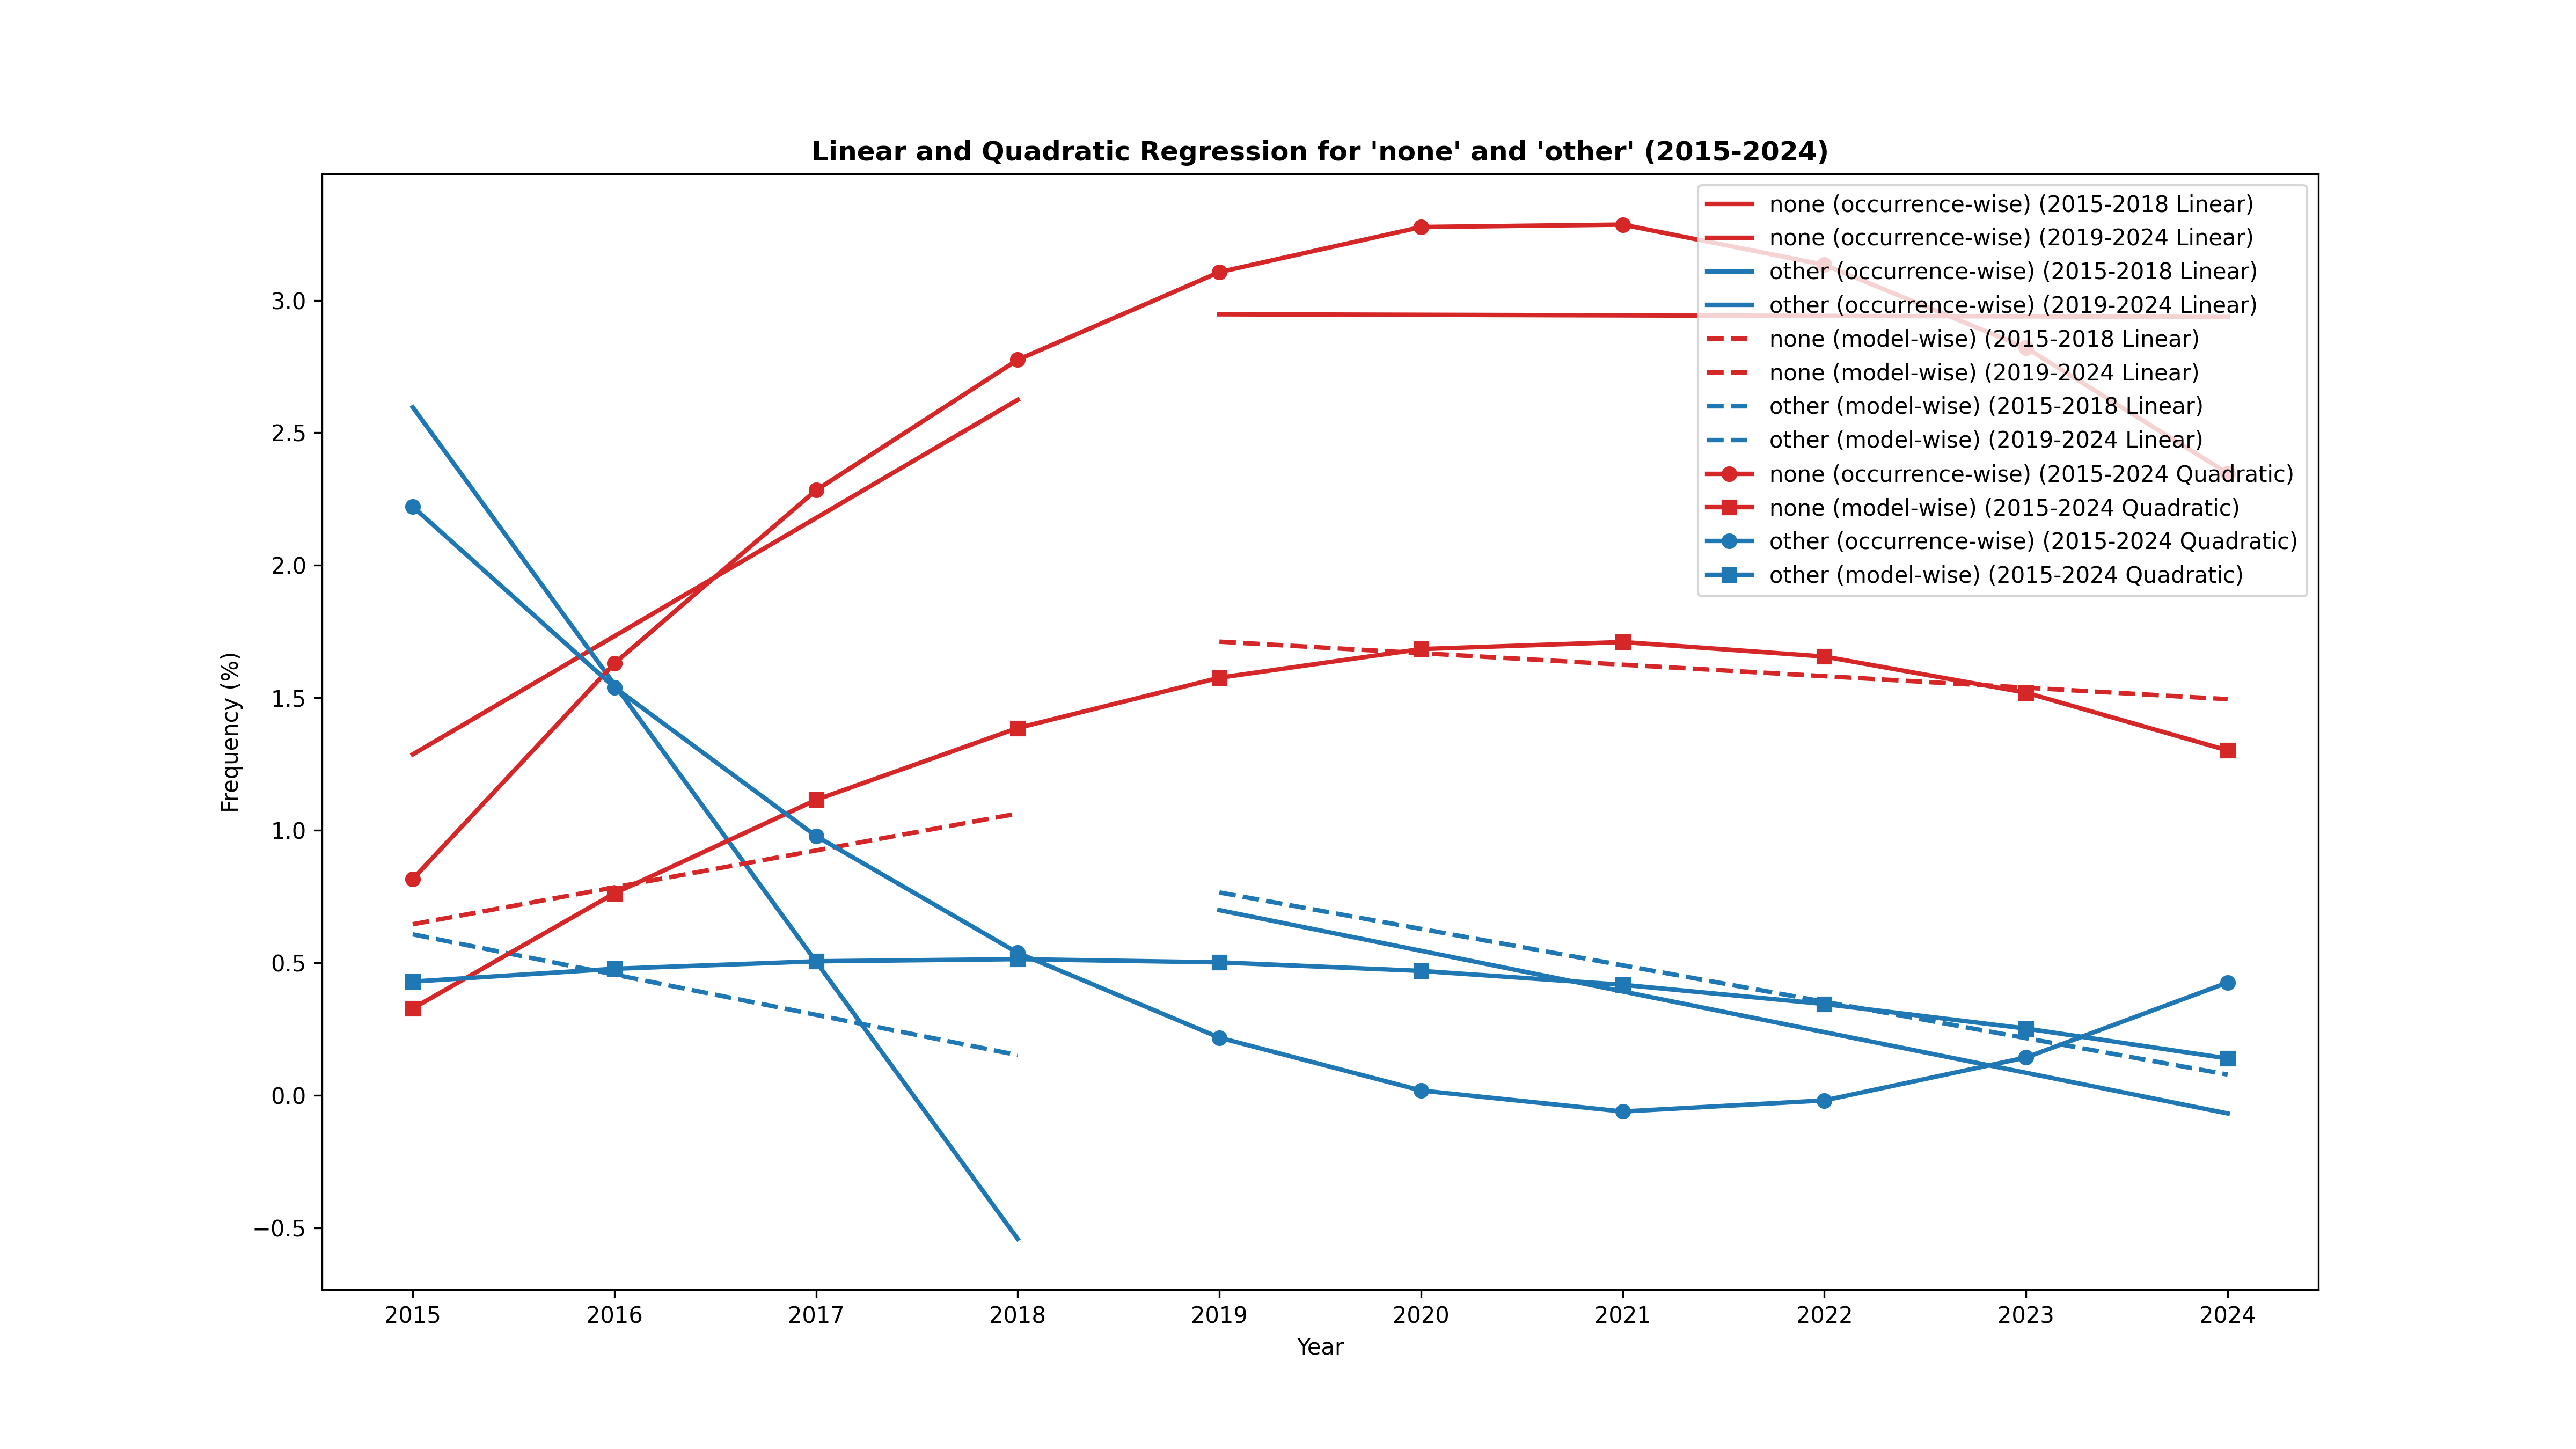 Linear and Quadratic Regression for 'none' and 'other' (2015-2024)
none (occurrence-wise) (2015-2018 Linear)
none (occurrence-wise) (2019-2024 Linear)
other (occurrence-wise) (2015-2018 Linear)
other (occurrence-wise) (2019-2024 Linear)
none (model-wise) (2015-2018 Linear)
none (model-wise) (2019-2024 Linear)
other (model-wise) (2015-2018 Linear)
other (model-wise) (2019-2024 Linear)
none (occurrence-wise) (2015-2024 Quadratic)
none (model-wise) (2015-2024 Quadratic)
other (occurrence-wise) (2015-2024 Quadratic)
other (model-wise) (2015-2024 Quadratic)
Frequency (%)
3.0
2.5
2.0
1.5
1.0
0.5
0.0
−0.5
2015 2016 2017 2018 2019 2020 2021 2022 2023 2024
Year